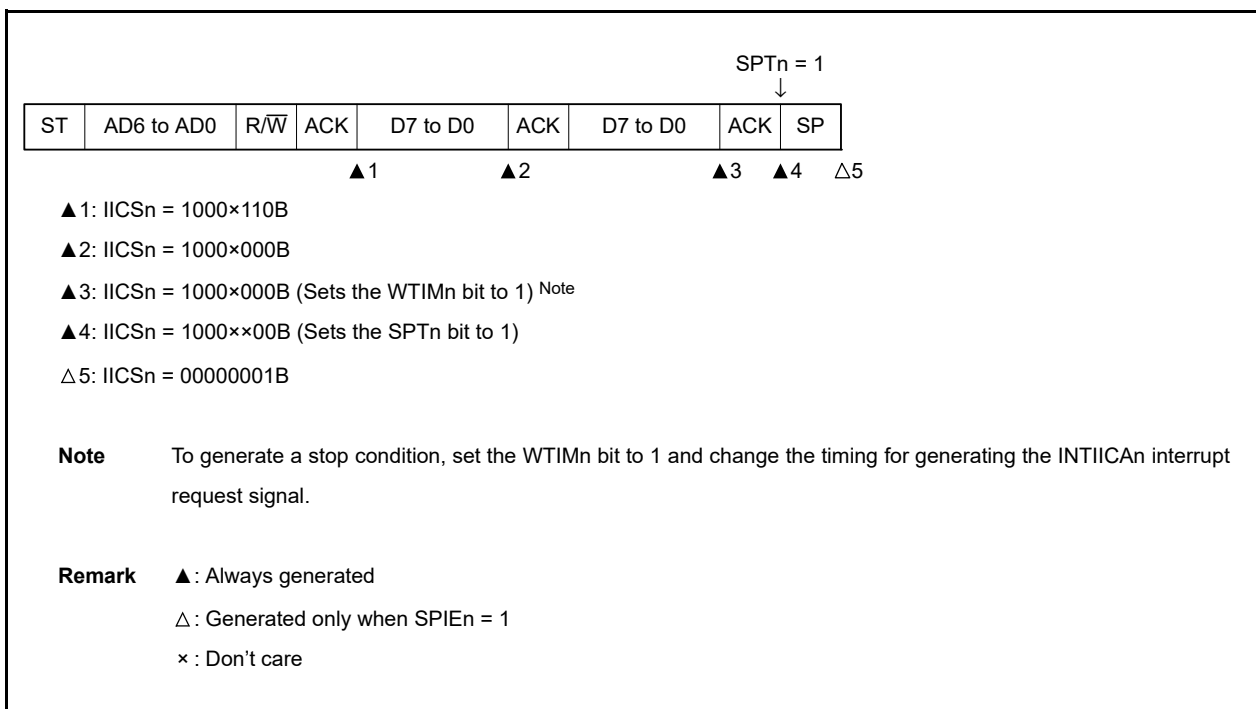 SPTn = 1
↓
ST AD6 to AD0 R/W̅ ACK D7 to D0 ACK D7 to D0 ACK SP
▲1 ▲2 ▲3 ▲4 △5
▲1: IICSn = 1000×110B
▲2: IICSn = 1000×000B
▲3: IICSn = 1000×000B (Sets the WTIMn bit to 1) Note
▲4: IICSn = 1000××00B (Sets the SPTn bit to 1)
△5: IICSn = 00000001B
Note To generate a stop condition, set the WTIMn bit to 1 and change the timing for generating the INTIICAn interrupt
request signal.
Remark ▲: Always generated
△: Generated only when SPIEn = 1
×: Don't care